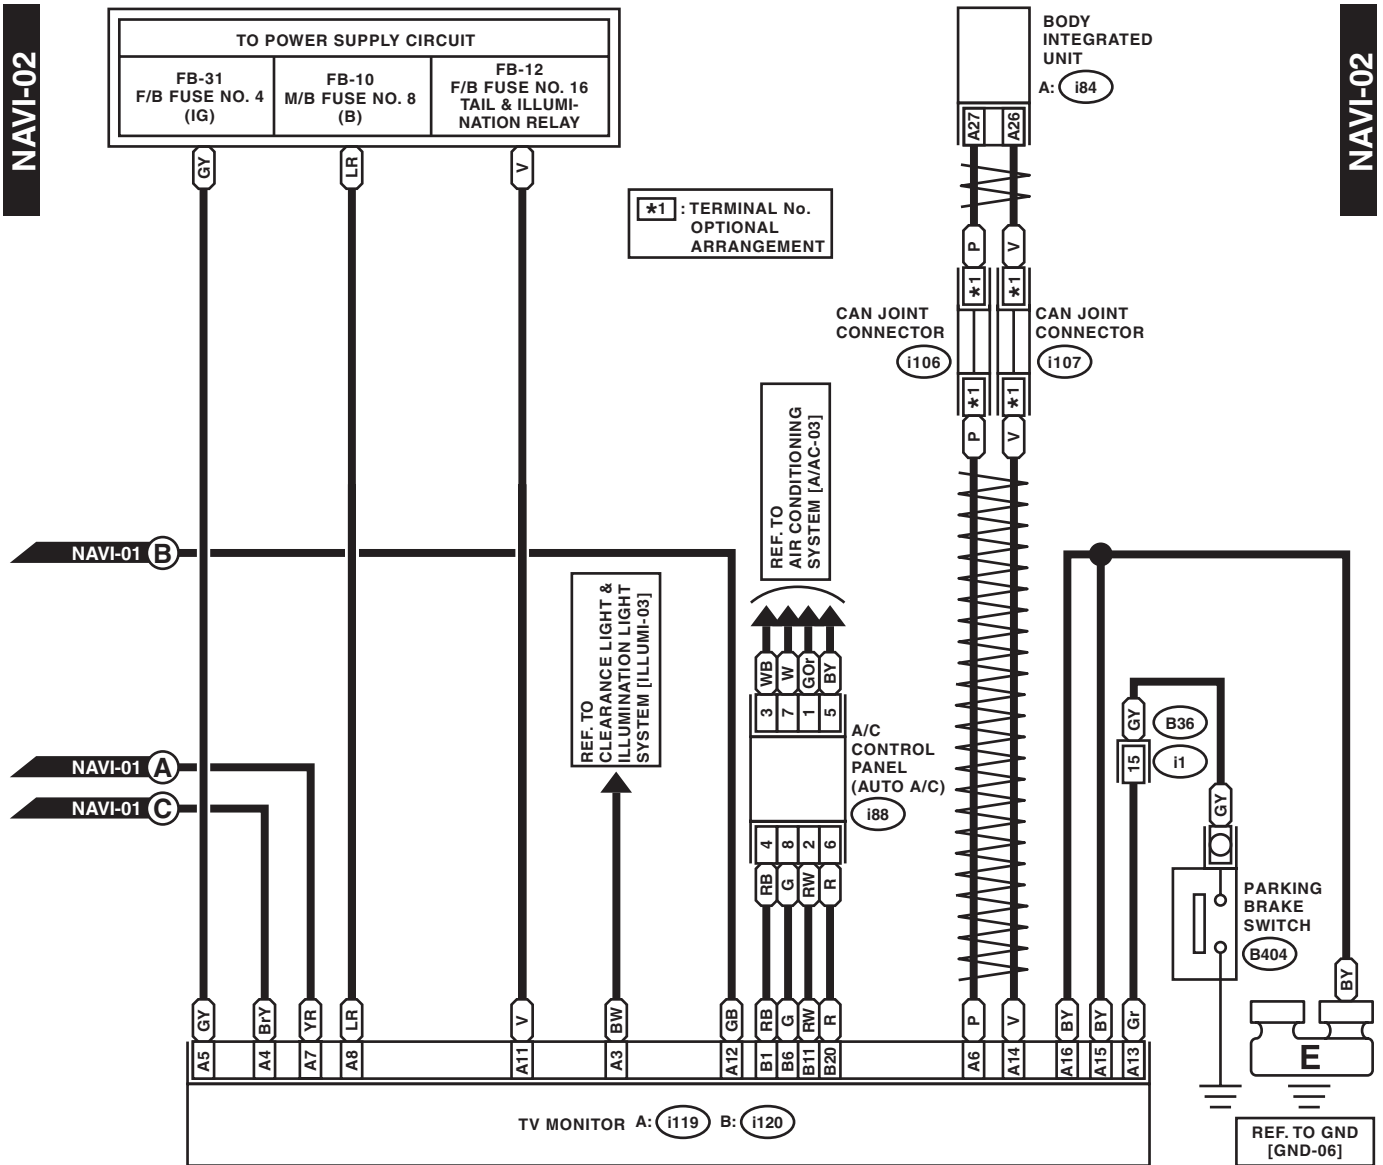 NAVI-02
NAVI-02
TO POWER SUPPLY CIRCUIT
FB-31
F/B FUSE NO. 4
(IG)
FB-10
M/B FUSE NO. 8
(B)
FB-12
F/B FUSE NO. 16
TAIL & ILLUMI-
NATION RELAY
GY
LR
V
*1 : TERMINAL No.
OPTIONAL
ARRANGEMENT
BODY
INTEGRATED
UNIT
A: i84
A27
A26
P
V
*1
*1
CAN JOINT
CONNECTOR
i106
CAN JOINT
CONNECTOR
i107
*1
*1
P
V
REF. TO
AIR CONDITIONING
SYSTEM [A/AC-03]
NAVI-01 B
REF. TO
CLEARANCE LIGHT &
ILLUMINATION LIGHT
SYSTEM [ILLUMI-03]
WB
W
GOr
BY
3
7
1
5
A/C
CONTROL
PANEL
(AUTO A/C)
i88
4
8
2
6
RB
G
RW
R
NAVI-01 A
NAVI-01 C
GY
B36
15
i1
GY
PARKING
BRAKE
SWITCH
B404
BY
E
GY
BrY
YR
LR
V
BW
GB
RB
G
RW
R
P
V
BY
BY
Gr
A5
A4
A7
A8
A11
A3
A12
B1
B6
B11
B20
A6
A14
A16
A15
A13
TV MONITOR A: i119 B: i120
REF. TO GND
[GND-06]